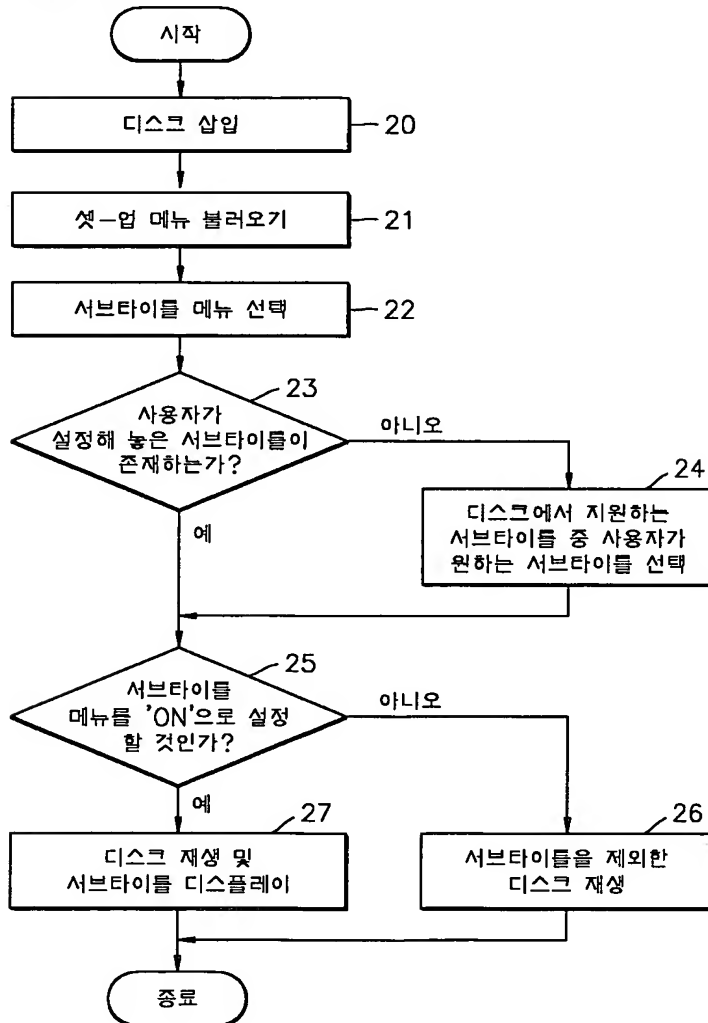 시작
디스크 삽입
20
셋-업 메뉴 불러오기
21
서브타이틀 메뉴 선택
22
23
사용자가
설정해 놓은 서브타이틀이
존재하는가?
아니오
예
24
디스크에서 지원하는
서브타이틀 중 사용자가
원하는 서브타이틀 선택
25
서브타이틀
메뉴를 'ON'으로 설정
할 것인가?
아니오
예
27
디스크 재생 및
서브타이틀 디스플레이
26
서브타이틀을 제외한
디스크 재생
종료